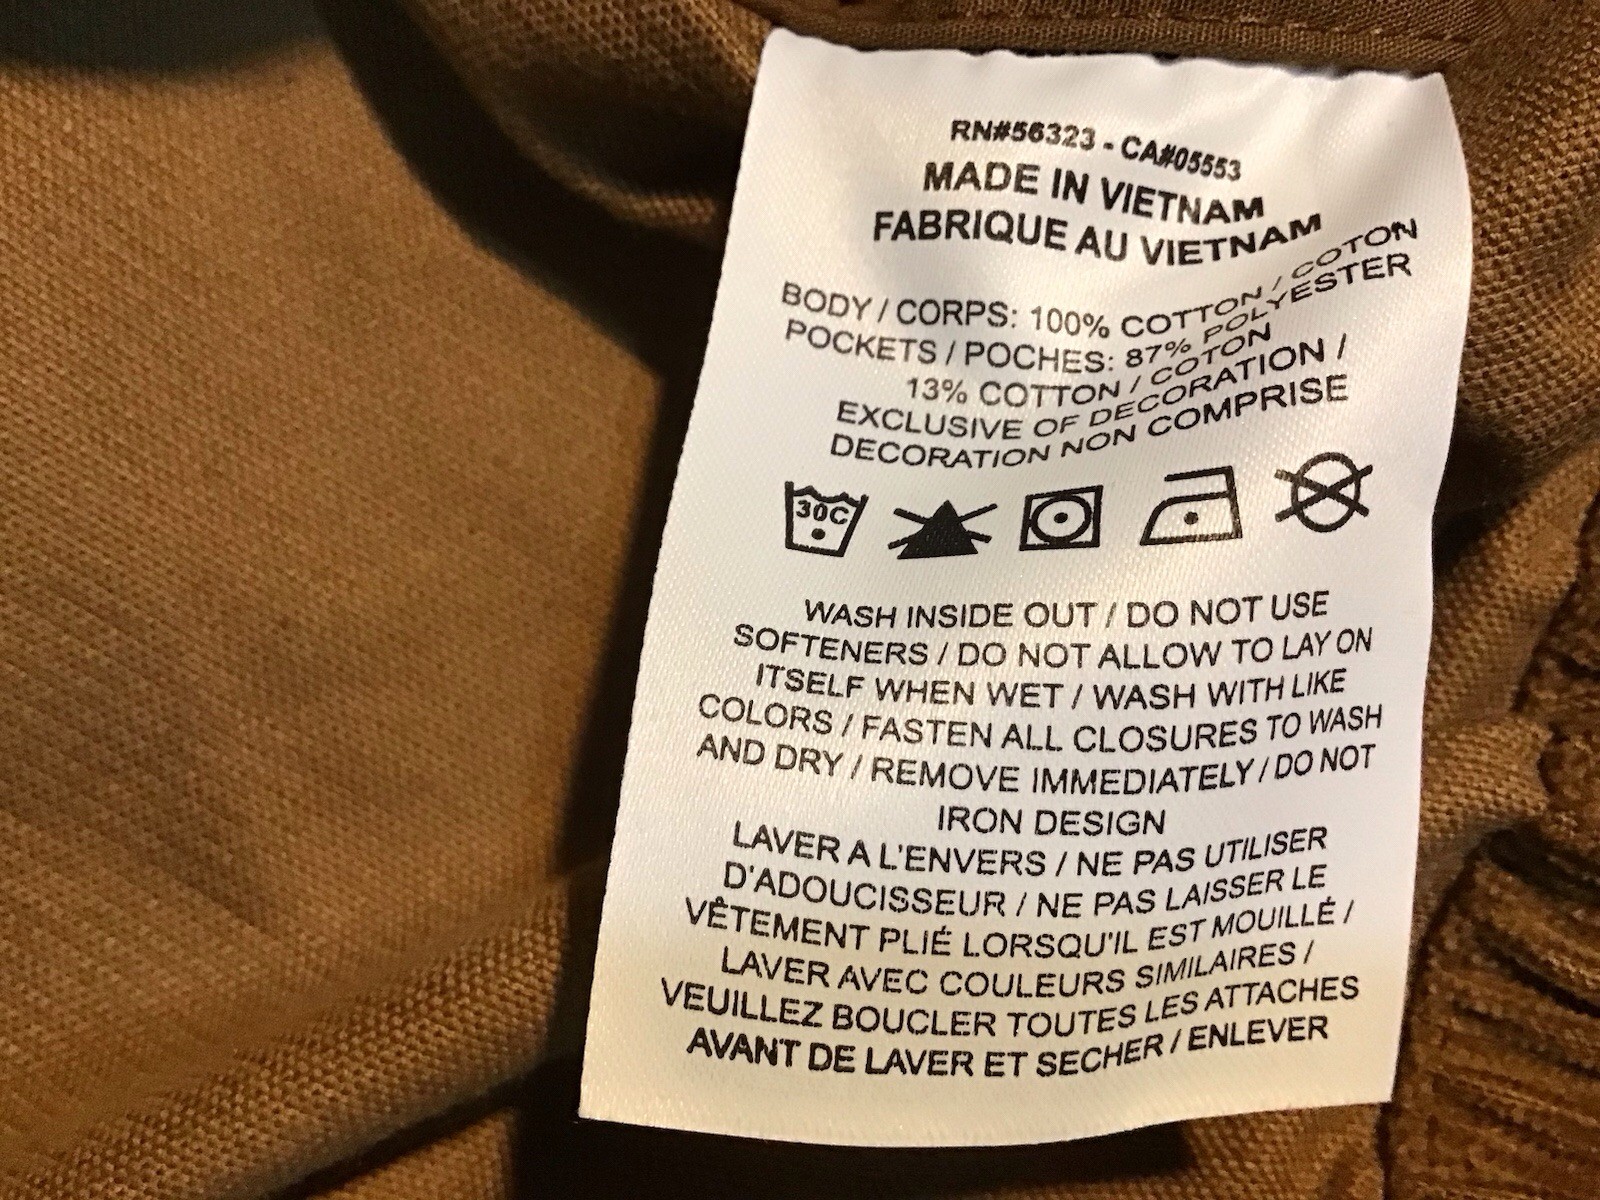 RN#56323 - CA#05553
MADE IN VIETNAM
FABRIQUE AU VIETNAM
BODY / CORPS: 100% COTTON / COTON
POCKETS / POCHES: 87% POLYESTER
13% COTTON / COTON
EXCLUSIVE OF DECORATION /
DECORATION NON COMPRISE
30C
WASH INSIDE OUT / DO NOT USE
SOFTENERS / DO NOT ALLOW TO LAY ON
ITSELF WHEN WET / WASH WITH LIKE
COLORS / FASTEN ALL CLOSURES TO WASH
AND DRY / REMOVE IMMEDIATELY / DO NOT
IRON DESIGN
LAVER A L'ENVERS / NE PAS UTILISER
D'ADOUCISSEUR / NE PAS LAISSER LE
VÊTEMENT PLIÉ LORSQU'IL EST MOUILLÉ /
LAVER AVEC COULEURS SIMILAIRES /
VEUILLEZ BOUCLER TOUTES LES ATTACHES
AVANT DE LAVER ET SECHER / ENLEVER